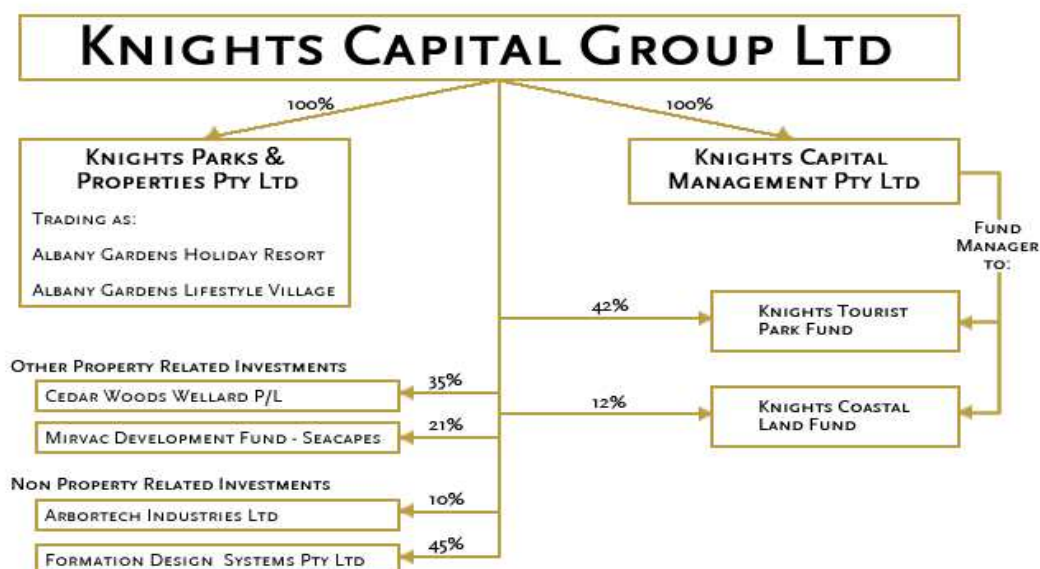 Knights Capital Group Ltd
100%
100%
Knights Parks &
Properties Pty Ltd
Trading as:
Albany Gardens Holiday Resort
Albany Gardens Lifestyle Village
Knights Capital
Management Pty Ltd
Fund
Manager
to:
42%
Knights Tourist
Park Fund
12%
Knights Coastal
Land Fund
Other Property Related Investments
35%
Cedar Woods Wellard P/L
21%
Mirvac Development Fund - Seacapes
Non Property Related Investments
10%
Arbortech Industries Ltd
45%
Formation Design Systems Pty Ltd